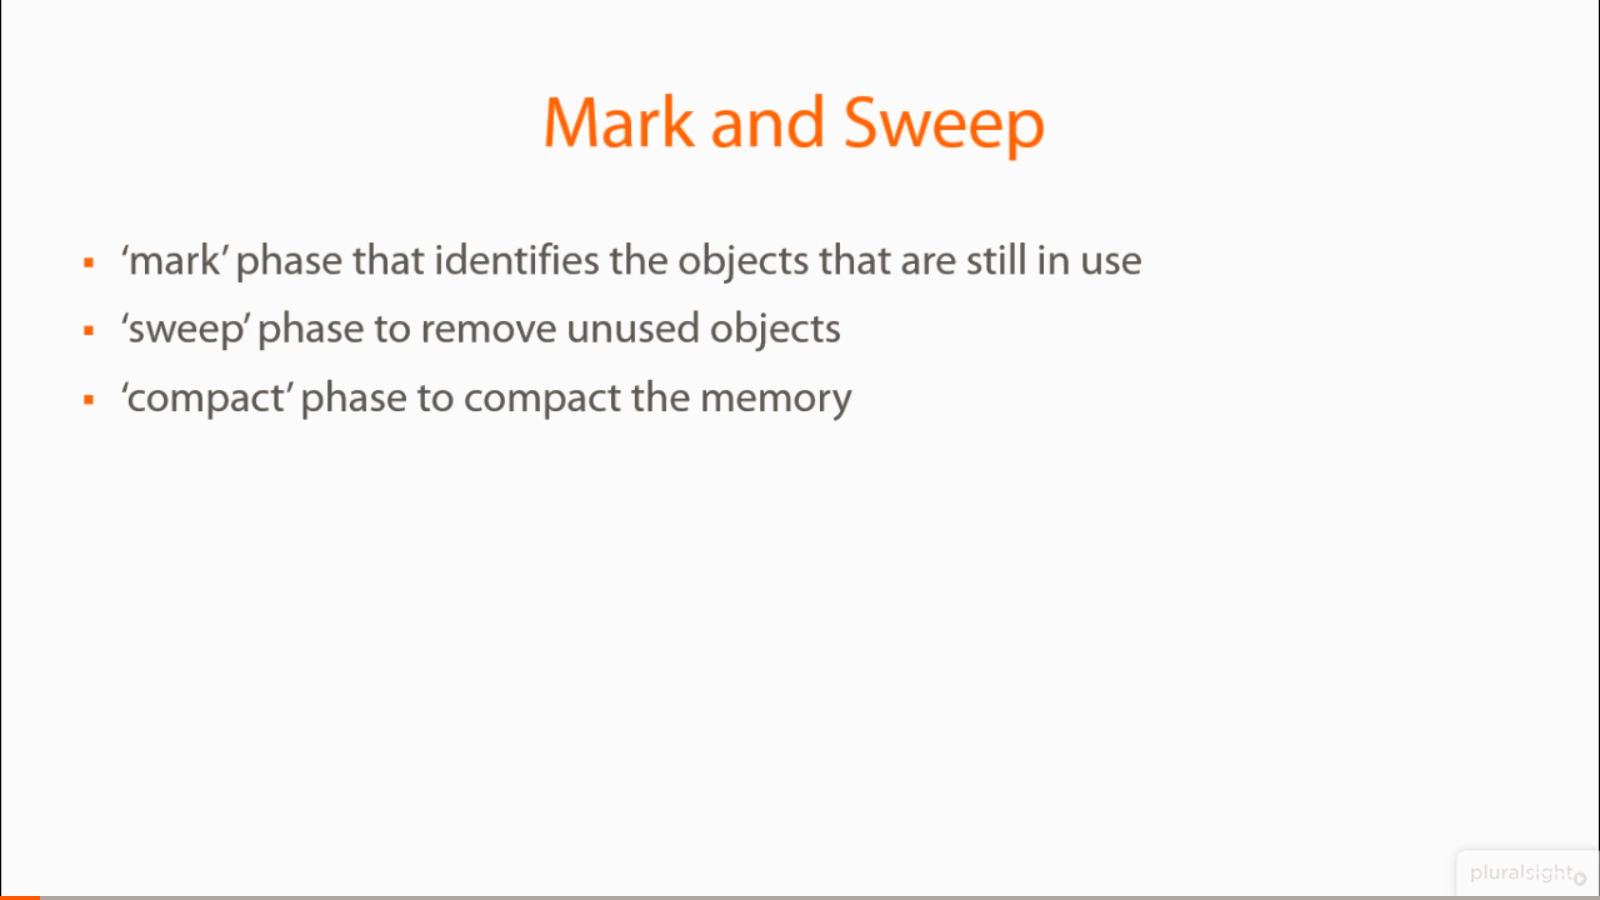 Mark and Sweep
▪ ‘mark’ phase that identifies the objects that are still in use
▪ ‘sweep’ phase to remove unused objects
▪ ‘compact’ phase to compact the memory
pluralsight